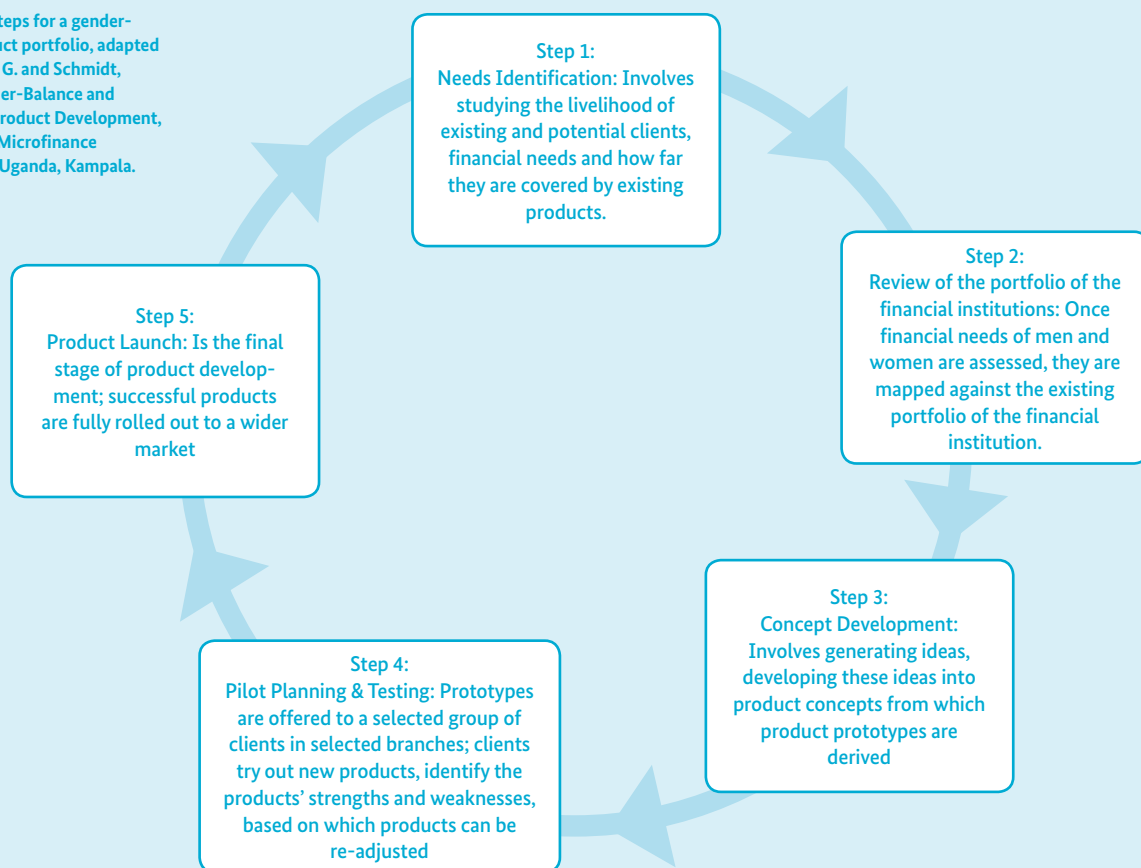 teps for a gender-
uct portfolio, adapted
G. and Schmidt,
er-Balance and
roduct Development,
Microfinance
Uganda, Kampala.
Step 1:
Needs Identification: Involves
studying the livelihood of
existing and potential clients,
financial needs and how far
they are covered by existing
products.
Step 2:
Review of the portfolio of the
financial institutions: Once
financial needs of men and
women are assessed, they are
mapped against the existing
portfolio of the financial
institution.
Step 3:
Concept Development:
Involves generating ideas,
developing these ideas into
product concepts from which
product prototypes are
derived
Step 4:
Pilot Planning & Testing: Prototypes
are offered to a selected group of
clients in selected branches; clients
try out new products, identify the
products’ strengths and weaknesses,
based on which products can be
re-adjusted
Step 5:
Product Launch: Is the final
stage of product develop-
ment; successful products
are fully rolled out to a wider
market